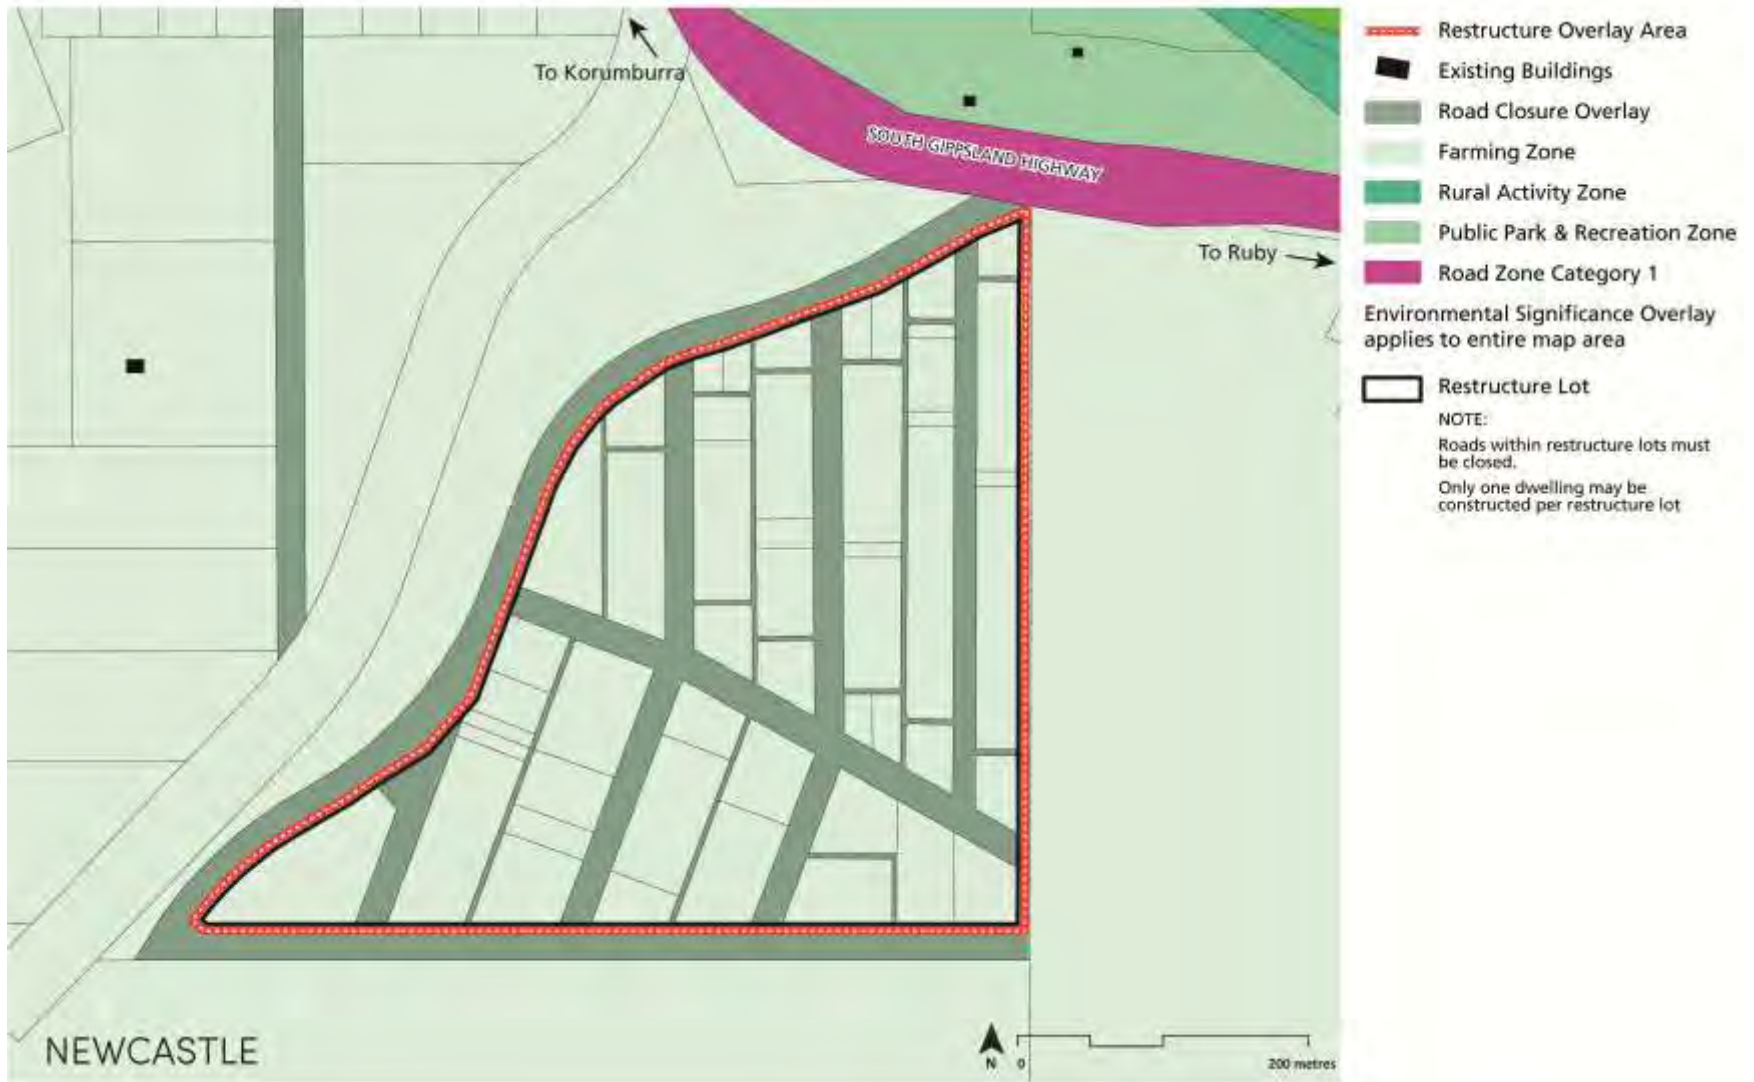 To Korumburra
SOUTH GIPPSLAND HIGHWAY
To Ruby
NEWCASTLE
N
0
200 metres
Restructure Overlay Area
Existing Buildings
Road Closure Overlay
Farming Zone
Rural Activity Zone
Public Park & Recreation Zone
Road Zone Category 1
Environmental Significance Overlay
applies to entire map area
Restructure Lot
NOTE:
Roads within restructure lots must
be closed.
Only one dwelling may be
constructed per restructure lot